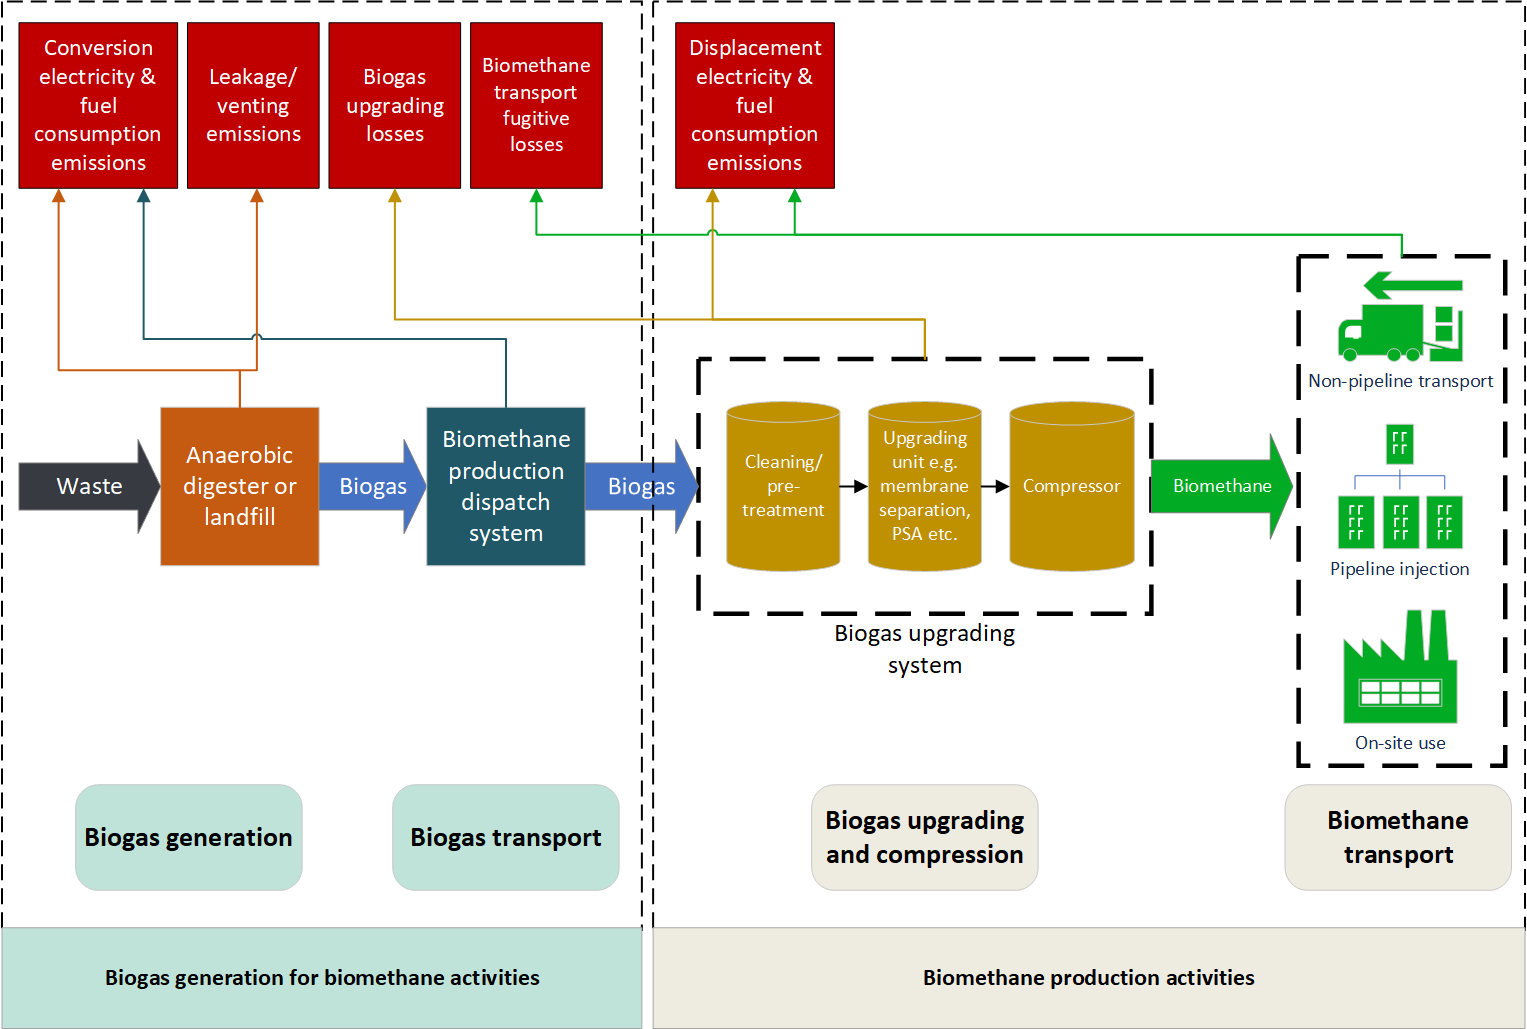 Conversion
electricity &
fuel
consumption
emissions
Leakage/
venting
emissions
Biogas
upgrading
losses
Biomethane
transport
fugitive
losses
Displacement
electricity &
fuel
consumption
emissions
Non-pipeline transport
Waste
Anaerobic
digester or
landfill
Biogas
Biomethane
production
dispatch
system
Biogas
Cleaning/
pre-
treatment
Upgrading
unit e.g.
membrane
separation,
PSA etc.
Compressor
Biomethane
Pipeline injection
Biogas upgrading
system
On-site use
Biogas generation
Biogas transport
Biogas upgrading
and compression
Biomethane
transport
Biogas generation for biomethane activities
Biomethane production activities